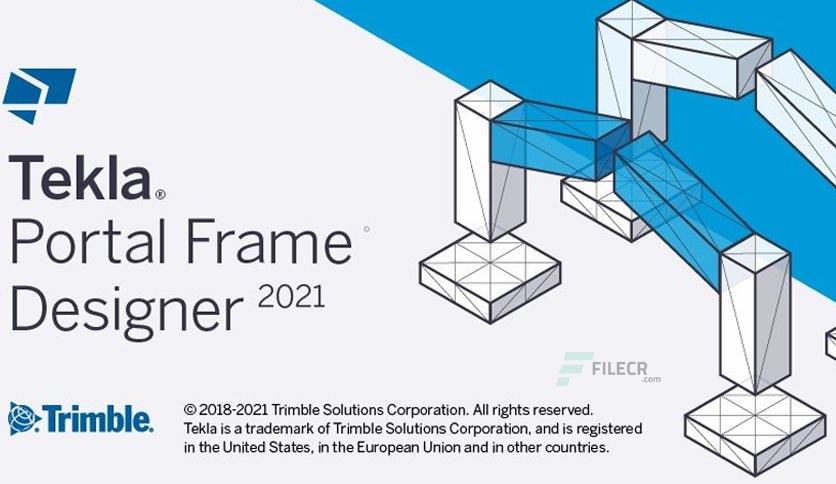 Tekla®
Portal Frame
Designer 2021
FILECR
.com
Trimble.
© 2018-2021 Trimble Solutions Corporation. All rights reserved.
Tekla is a trademark of Trimble Solutions Corporation, and is registered
in the United States, in the European Union and in other countries.